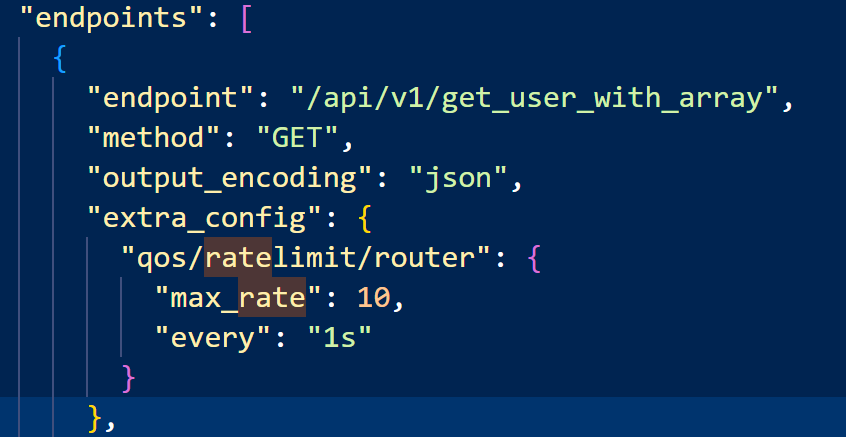 "endpoints": [
{
"endpoint": "/api/v1/get_user_with_array",
"method": "GET",
"output_encoding": "json",
"extra_config": {
"qos/ratelimit/router": {
"max_rate": 10,
"every": "1s"
}
},